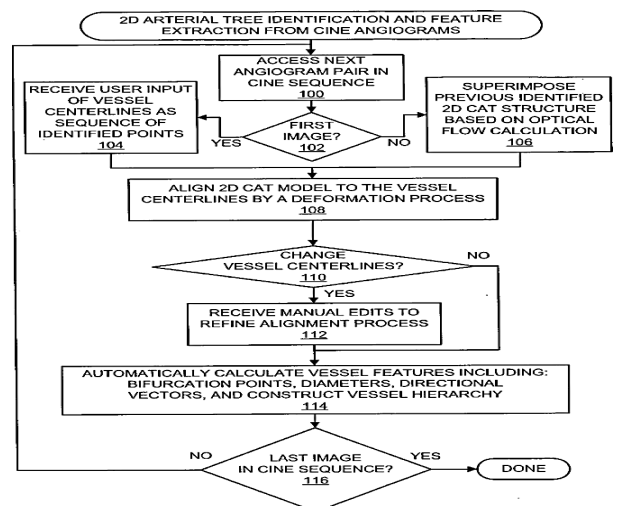 2D ARTERIAL TREE IDENTIFICATION AND FEATURE
EXTRACTION FROM CINE ANGIOGRAMS
ACCESS NEXT
ANGIOGRAM PAIR IN
CINE SEQUENCE
100
RECEIVE USER INPUT
OF VESSEL
CENTERLINES AS
SEQUENCE OF
IDENTIFIED POINTS
104
FIRST
IMAGE?
102
YES
NO
SUPERIMPOSE
PREVIOUS IDENTIFIED
2D CAT STRUCTURE
BASED ON OPTICAL
FLOW CALCULATION
106
ALIGN 2D CAT MODEL TO THE VESSEL
CENTERLINES BY A DEFORMATION PROCESS
108
CHANGE
VESSEL CENTERLINES?
110
NO
YES
RECEIVE MANUAL EDITS TO
REFINE ALIGNMENT PROCESS
112
AUTOMATICALLY CALCULATE VESSEL FEATURES INCLUDING:
BIFURCATION POINTS, DIAMETERS, DIRECTIONAL
VECTORS, AND CONSTRUCT VESSEL HIERARCHY
114
NO
LAST IMAGE
IN CINE SEQUENCE?
116
YES
DONE